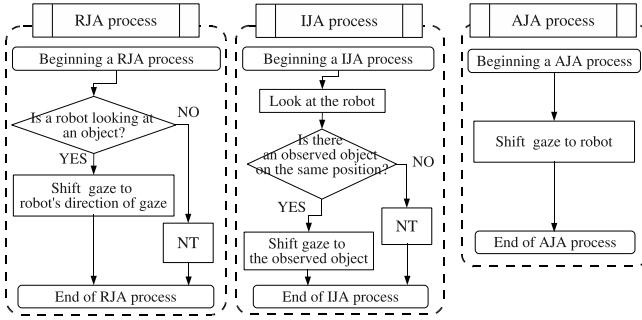 RJA process
Beginning a RJA process
Is a robot looking at
an object?
NO
YES
Shift gaze to
robot's direction of gaze
NT
End of RJA process
IJA process
Beginning a IJA process
Look at the robot
Is there
an observed object
on the same position?
NO
YES
NT
Shift gaze to
the observed object
End of IJA process
AJA process
Beginning a AJA process
Shift gaze to robot
End of AJA process